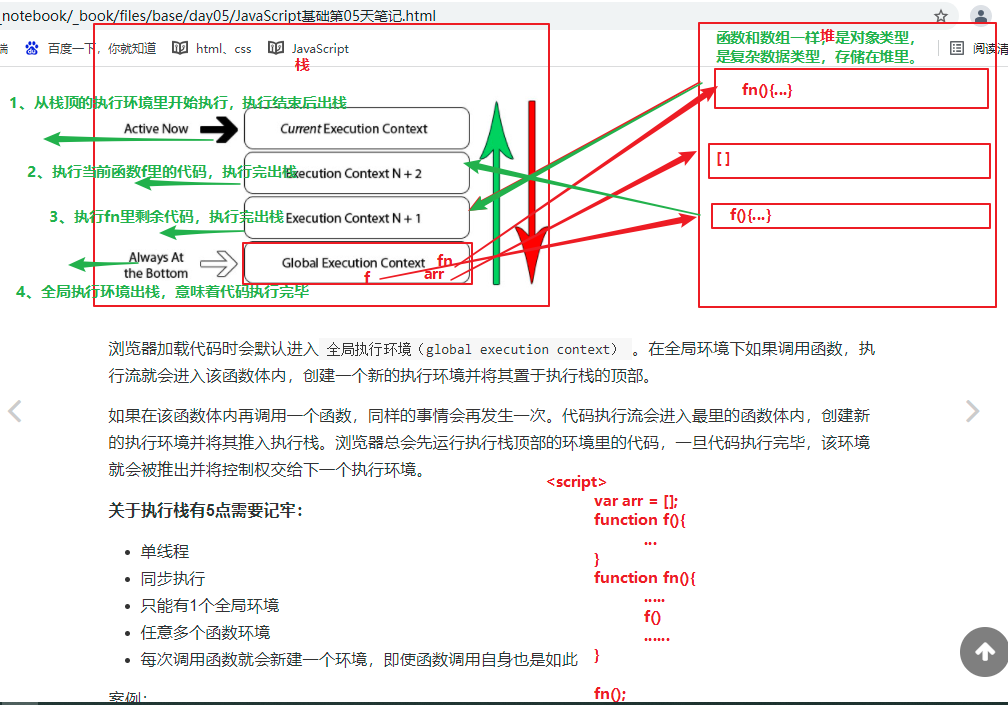 _notebook/_book/files/base/day05/JavaScript基础第05天笔记.html
端 百度一下，你就知道 html、css JavaScript 阅读清
栈
函数和数组一样,堆是对象类型，
是复杂数据类型，存储在堆里。
fn(){...}
[ ]
f(){...}
1、从栈顶的执行环境里开始执行，执行结束后出栈
Active Now
Current Execution Context
2、执行当前函数f里的代码，执行完出栈
Execution Context N + 2
3、执行fn里剩余代码，执行完出栈
Execution Context N + 1
Always At
the Bottom
Global Execution Context
fn
f
arr
4、全局执行环境出栈，意味着代码执行完毕
浏览器加载代码时会默认进入 全局执行环境（global execution context） 。在全局环境下如果调用函数，执
行流就会进入该函数体内，创建一个新的执行环境并将其置于执行栈的顶部。
如果在该函数体内再调用一个函数，同样的事情会再发生一次。代码执行流会进入最里的函数体内，创建新
的执行环境并将其推入执行栈。浏览器总会先运行执行栈顶部的环境里的代码，一旦代码执行完毕，该环境
就会被推出并将控制权交给下一个执行环境。
关于执行栈有5点需要记牢：
• 单线程
• 同步执行
• 只能有1个全局环境
• 任意多个函数环境
• 每次调用函数就会新建一个环境，即使函数调用自身也是如此
案例：
<script>
var arr = [];
function f(){
...
}
function fn(){
.....
f()
......
}
fn();